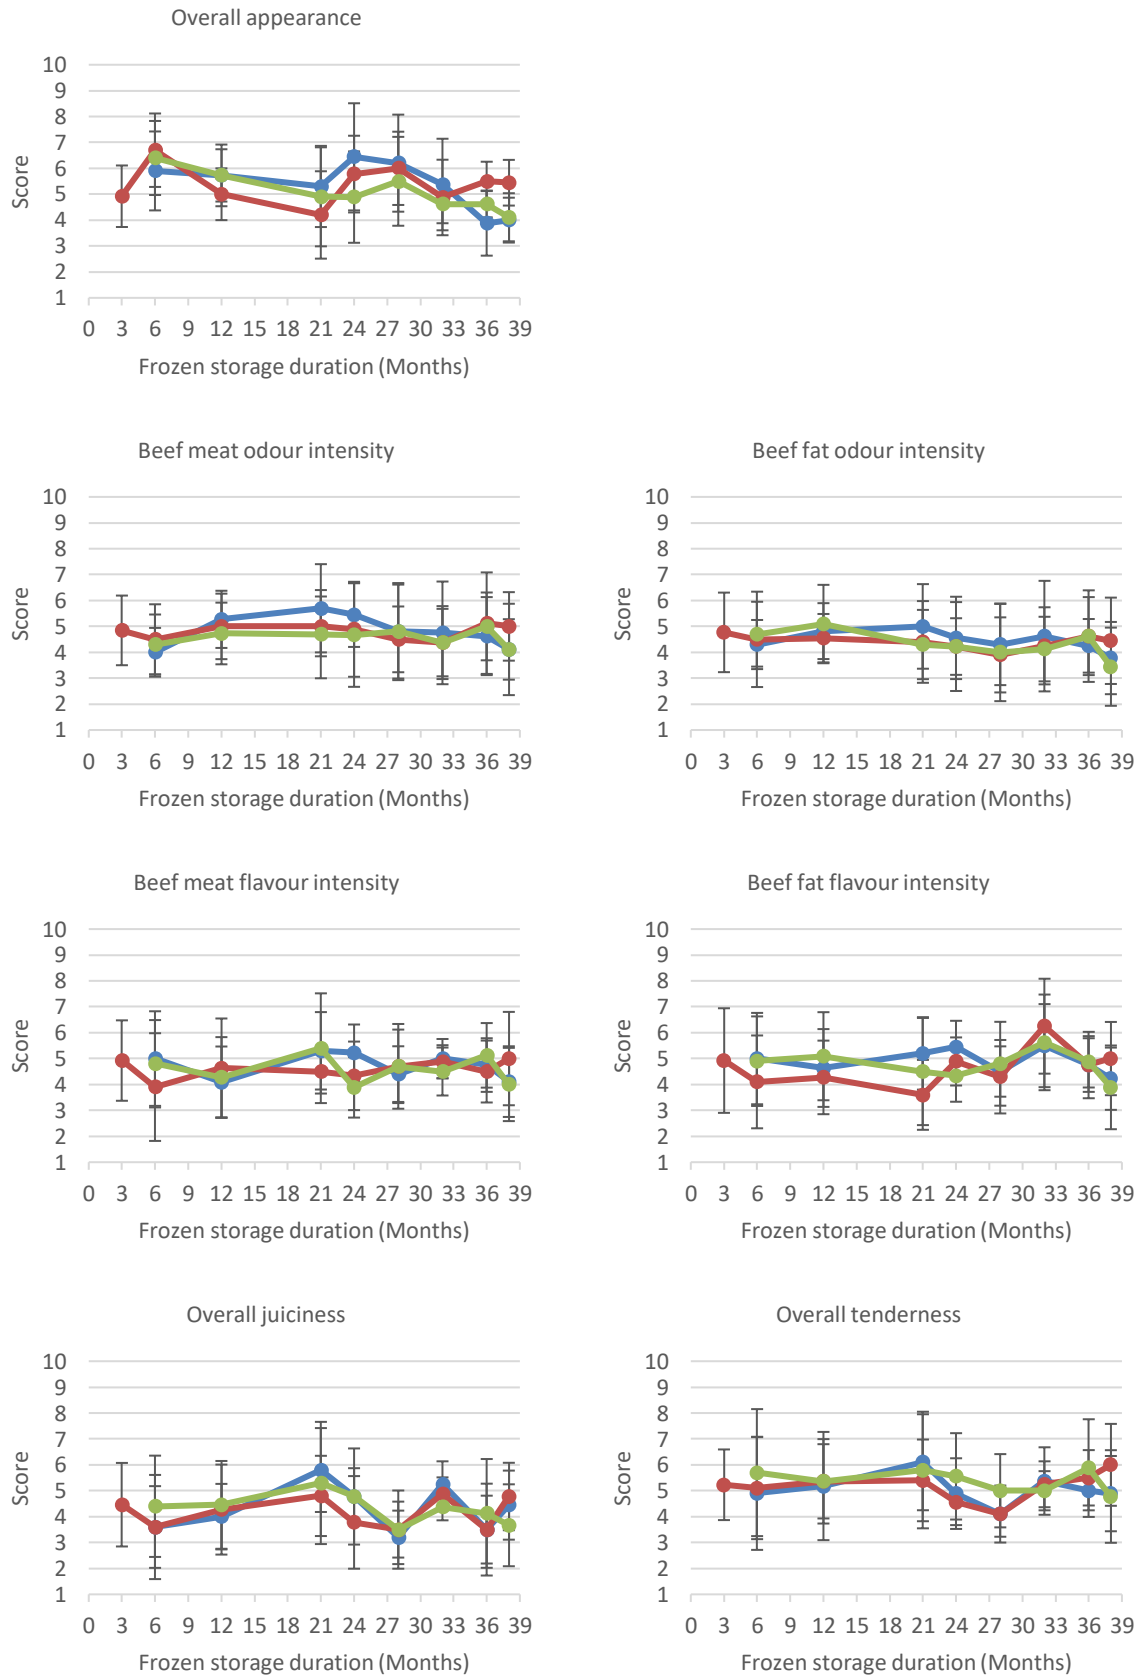 Overall appearance
10
9
8
7
6
5
4
3
2
1
Score
0 3 6 9 12 15 18 21 24 27 30 33 36 39
Frozen storage duration (Months)
Beef meat odour intensity
10
9
8
7
6
5
4
3
2
1
Score
0 3 6 9 12 15 18 21 24 27 30 33 36 39
Frozen storage duration (Months)
Beef fat odour intensity
10
9
8
7
6
5
4
3
2
1
Score
0 3 6 9 12 15 18 21 24 27 30 33 36 39
Frozen storage duration (Months)
Beef meat flavour intensity
10
9
8
7
6
5
4
3
2
1
Score
0 3 6 9 12 15 18 21 24 27 30 33 36 39
Frozen storage duration (Months)
Beef fat flavour intensity
10
9
8
7
6
5
4
3
2
1
Score
0 3 6 9 12 15 18 21 24 27 30 33 36 39
Frozen storage duration (Months)
Overall juiciness
10
9
8
7
6
5
4
3
2
1
Score
0 3 6 9 12 15 18 21 24 27 30 33 36 39
Frozen storage duration (Months)
Overall tenderness
10
9
8
7
6
5
4
3
2
1
Score
0 3 6 9 12 15 18 21 24 27 30 33 36 39
Frozen storage duration (Months)